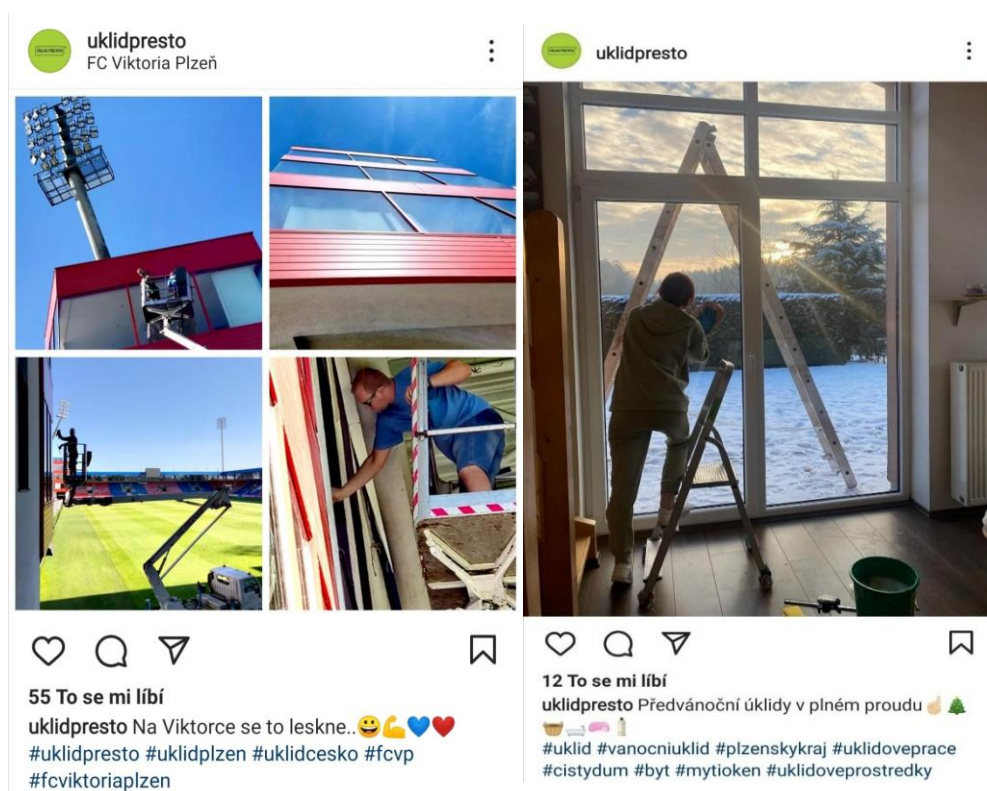 uklidpresto
FC Viktoria Plzeň
55 To se mi líbí
uklidpresto Na Viktorce se to leskne..😀💪💙❤️
#uklidpresto #uklidplzen #uklidcesko #fcvp
#fcviktoriaplzen
uklidpresto
12 To se mi líbí
uklidpresto Předvánoční úklidy v plném proudu☝🏻🎄
🧺🛁🧼🧴
#uklid #vanocniuklid #plzenskykraj #uklidoveprace
#cistydum #byt #mytioken #uklidoveprostredky